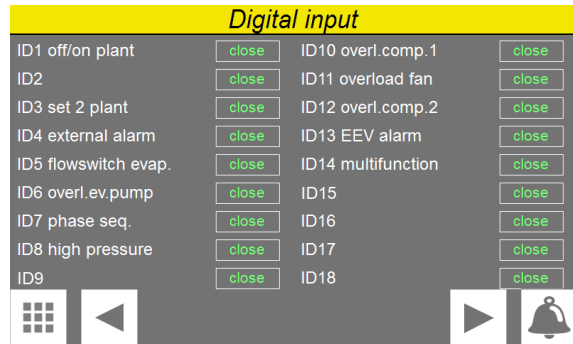 Digital input
ID1 off/on plant close ID10 overl.comp.1 close
ID2 close ID11 overload fan close
ID3 set 2 plant close ID12 overl.comp.2 close
ID4 external alarm close ID13 EEV alarm close
ID5 flowswitch evap. close ID14 multifunction close
ID6 overl.ev.pump close ID15 close
ID7 phase seq. close ID16 close
ID8 high pressure close ID17 close
ID9 close ID18 close